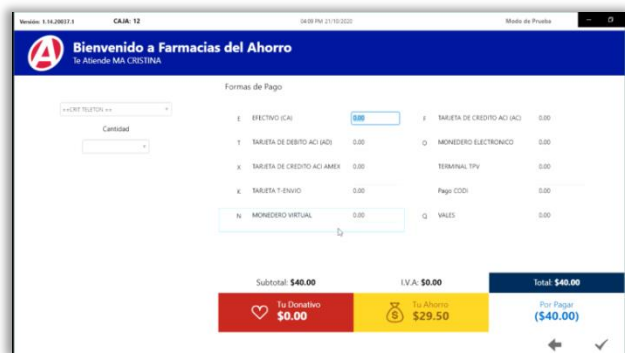 Versión: 1.14.20037.1 CAJA: 12 04:09 PM 21/10/2020 Modo de Prueba
Bienvenido a Farmacias del Ahorro
Te Atiende MA CRISTINA
Formas de Pago
++CRIT TELETON ++
Cantidad
E EFECTIVO (CA) 0.00 F TARJETA DE CREDITO ACI (AC) 0.00
T TARJETA DE DEBITO ACI (AD) 0.00 O MONEDERO ELECTRONICO 0.00
X TARJETA DE CREDITO ACI AMEX 0.00 TERMINAL TPV 0.00
K TARJETA T-ENVIO 0.00 Pago CODI 0.00
N MONEDERO VIRTUAL 0.00 Q VALES 0.00
Subtotal: $40.00 I.V.A: $0.00 Total: $40.00
Tu Donativo Tu Ahorro Por Pagar
$0.00 $29.50 ($40.00)